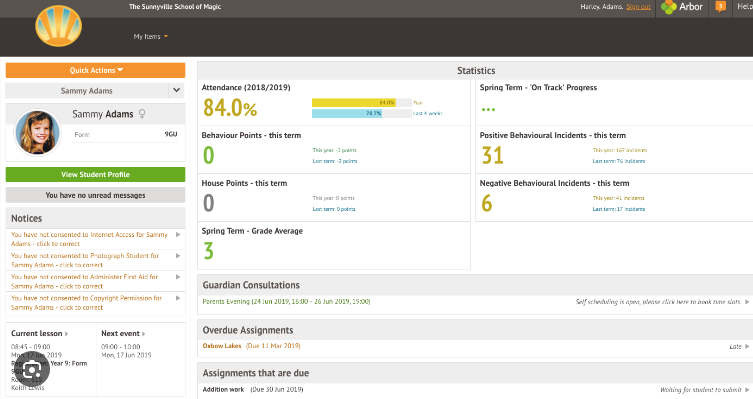 The Sunnyville School of Magic
Harley. Adams. Sign out
Arbor
Help
My Items
Quick Actions
Sammy Adams
Sammy Adams
Form 9GU
View Student Profile
You have no unread messages
Notices
You have not consented to Internet Access for Sammy
Adams - click to correct
You have not consented to Photograph Student for
Sammy Adams - click to correct
You have not consented to Administer First Aid for
Sammy Adams - click to correct
You have not consented to Copyright Permission for
Sammy Adams - click to correct
Current lesson
08:45 - 09:00
Mon, 17 Jun 2019
Year 9: Form
Keith Lewis
Next event
09:00 - 10:00
Mon, 17 Jun 2019
Statistics
Attendance (2018/2019)
84.0%
84.0% Year
78.7% Last 4 weeks
Spring Term - 'On Track' Progress
...
Behaviour Points - this term
0
This year: -3 points
Last term: -3 points
Positive Behavioural Incidents - this term
31
This year: 167 incidents
Last term: 76 incidents
House Points - this term
0
This year: 0 points
Last term: 0 points
Negative Behavioural Incidents - this term
6
This year: 41 incidents
Last term: 17 incidents
Spring Term - Grade Average
3
Guardian Consultations
Parents Evening (24 Jun 2019, 16:00 - 26 Jun 2019, 19:00)
Self scheduling is open, please click here to book time slots.
Overdue Assignments
Oxbow Lakes (Due 11 Mar 2019)
Late
Assignments that are due
Addition work (Due 30 Jun 2019)
Waiting for student to submit